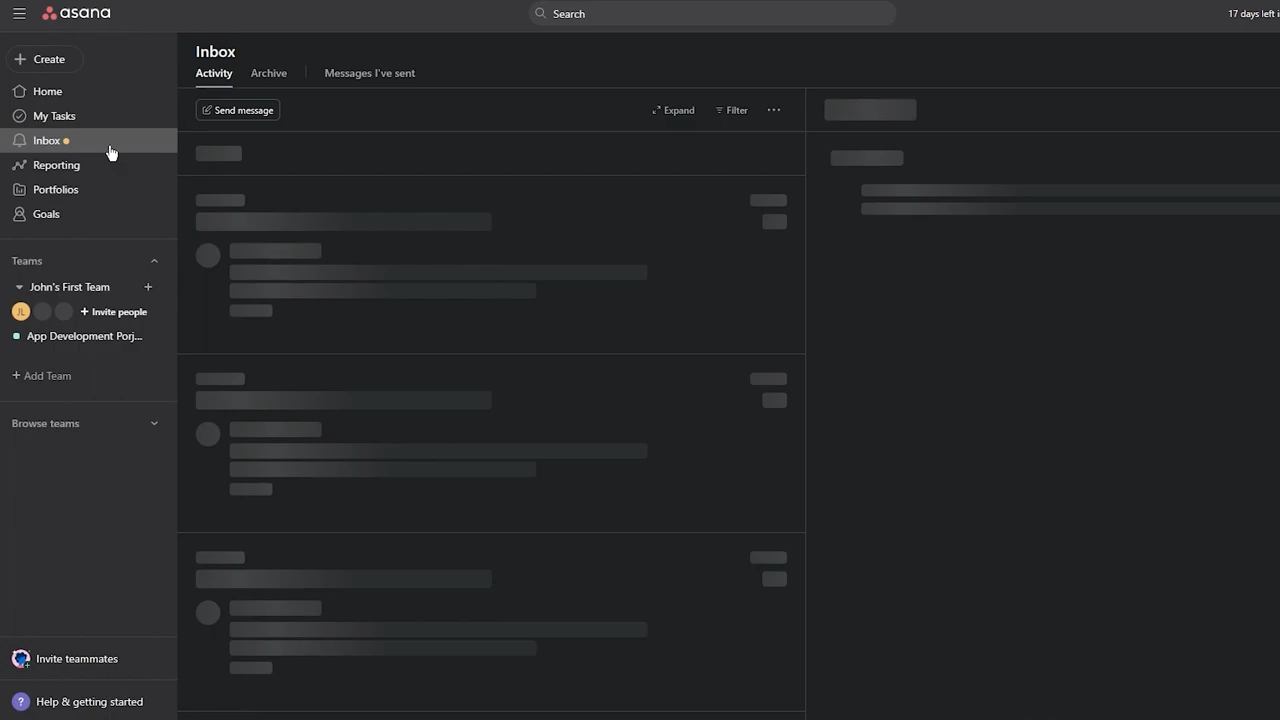 asana
Search
17 days left i
Create
Home
My Tasks
Inbox
Reporting
Portfolios
Goals
Teams
John's First Team
JL
+ Invite people
App Development Porj...
+ Add Team
Browse teams
Invite teammates
? Help & getting started
Inbox
Activity Archive Messages I've sent
Send message Expand Filter ...